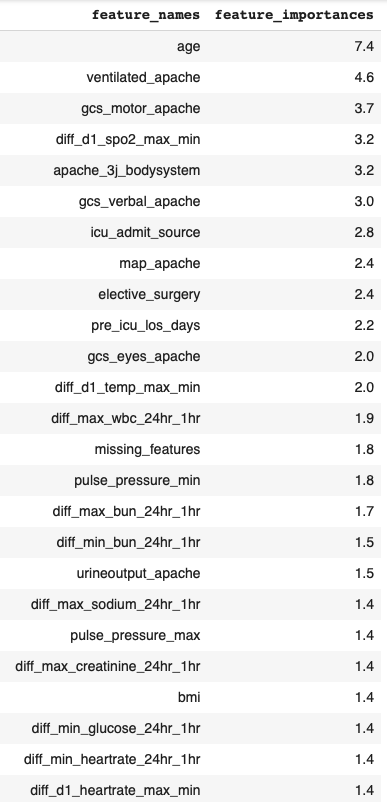 feature_names feature_importances
age 7.4
ventilated_apache 4.6
gcs_motor_apache 3.7
diff_d1_spo2_max_min 3.2
apache_3j_bodysystem 3.2
gcs_verbal_apache 3.0
icu_admit_source 2.8
map_apache 2.4
elective_surgery 2.4
pre_icu_los_days 2.2
gcs_eyes_apache 2.0
diff_d1_temp_max_min 2.0
diff_max_wbc_24hr_1hr 1.9
missing_features 1.8
pulse_pressure_min 1.8
diff_max_bun_24hr_1hr 1.7
diff_min_bun_24hr_1hr 1.5
urineoutput_apache 1.5
diff_max_sodium_24hr_1hr 1.4
pulse_pressure_max 1.4
diff_max_creatinine_24hr_1hr 1.4
bmi 1.4
diff_min_glucose_24hr_1hr 1.4
diff_min_heartrate_24hr_1hr 1.4
diff_d1_heartrate_max_min 1.4